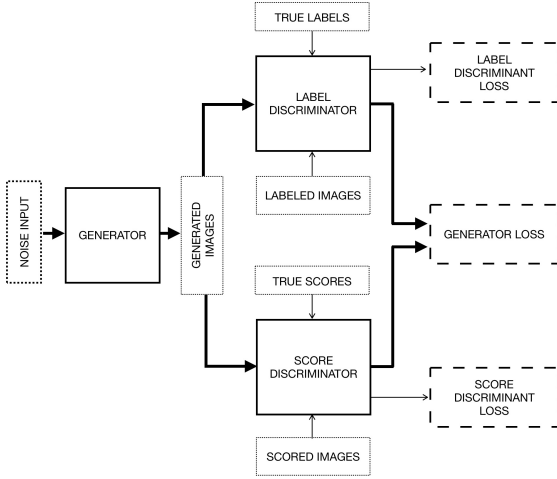 TRUE LABELS
LABEL
DISCRIMINATOR
LABEL
DISCRIMINANT
LOSS
LABELED IMAGES
NOISE INPUT
GENERATOR
GENERATED
IMAGES
GENERATOR LOSS
TRUE SCORES
SCORE
DISCRIMINATOR
SCORE
DISCRIMINANT
LOSS
SCORED IMAGES